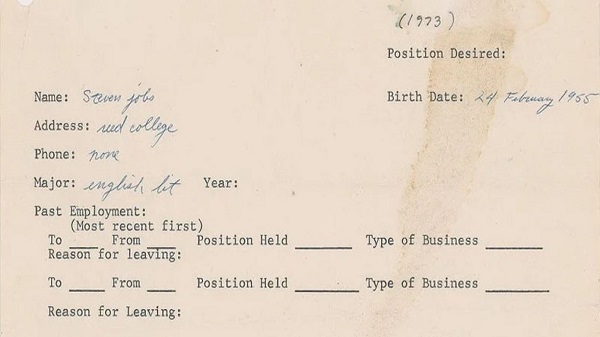 (1973)
Position Desired:
Name: Steven jobs Birth Date: 24 February 1955
Address: reed college
Phone: none
Major: english lit Year:
Past Employment:
(Most recent first)
To ____ From ____ Position Held ________ Type of Business ________
Reason for leaving:
To ____ From ____ Position Held ________ Type of Business ________
Reason for Leaving: